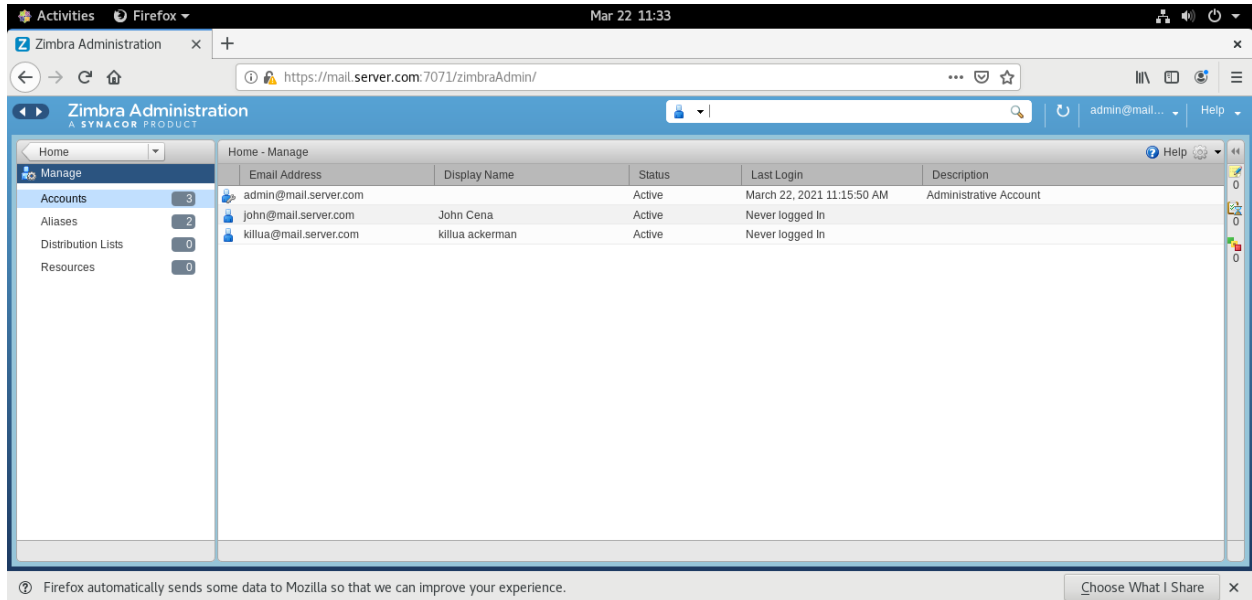 Activities Firefox Mar 22 11:33
Zimbra Administration
https://mail.server.com:7071/zimbraAdmin/
Zimbra Administration admin@mail... Help
A SYNACOR PRODUCT
Home Home - Manage Help
Manage Email Address Display Name Status Last Login Description
Accounts 3 admin@mail.server.com Active March 22, 2021 11:15:50 AM Administrative Account 0
john@mail.server.com John Cena Active Never logged In
Aliases 2 killua@mail.server.com killua ackerman Active Never logged In 0
Distribution Lists 0
Resources 0 0
Firefox automatically sends some data to Mozilla so that we can improve your experience. Choose What I Share